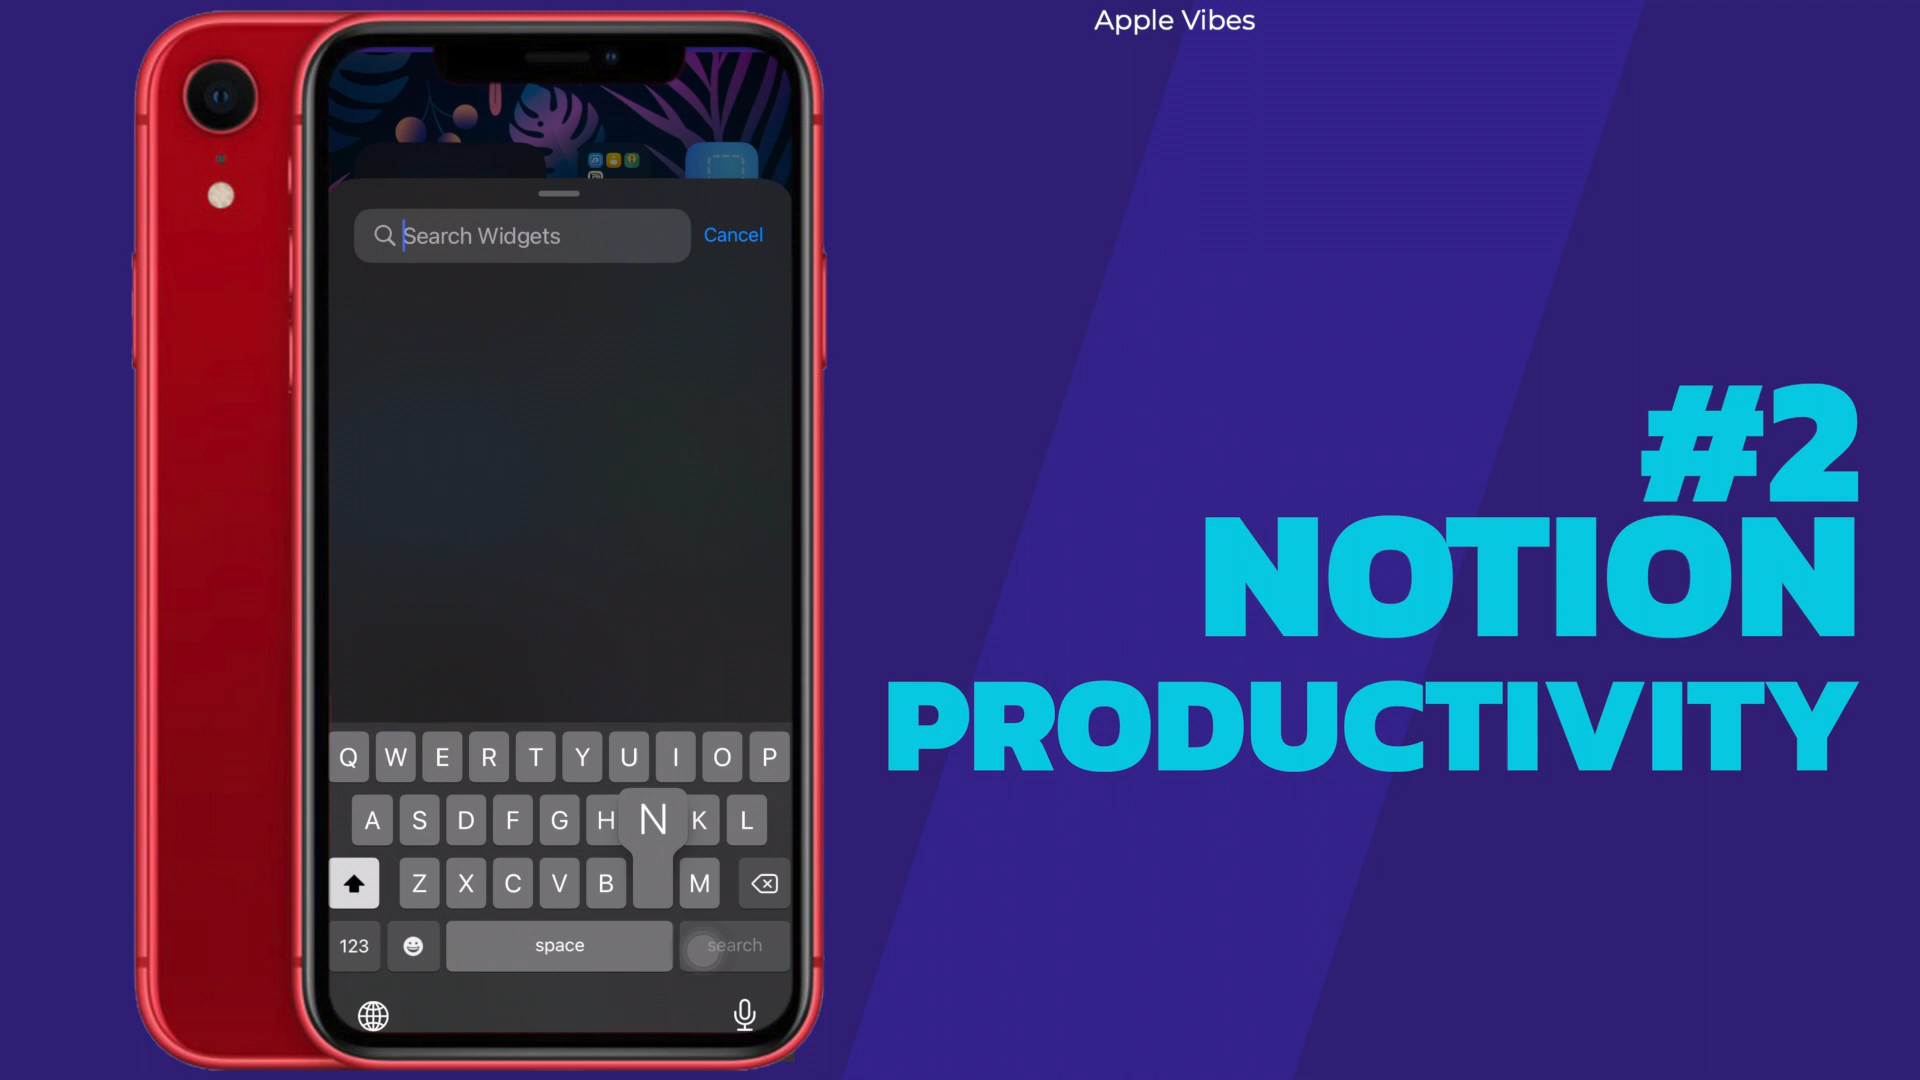 Apple Vibes
Search Widgets
Cancel
#2
NOTION
PRODUCTIVITY
Q W E R T Y U I O P
A S D F G H N K L
Z X C V B M
123
space
search